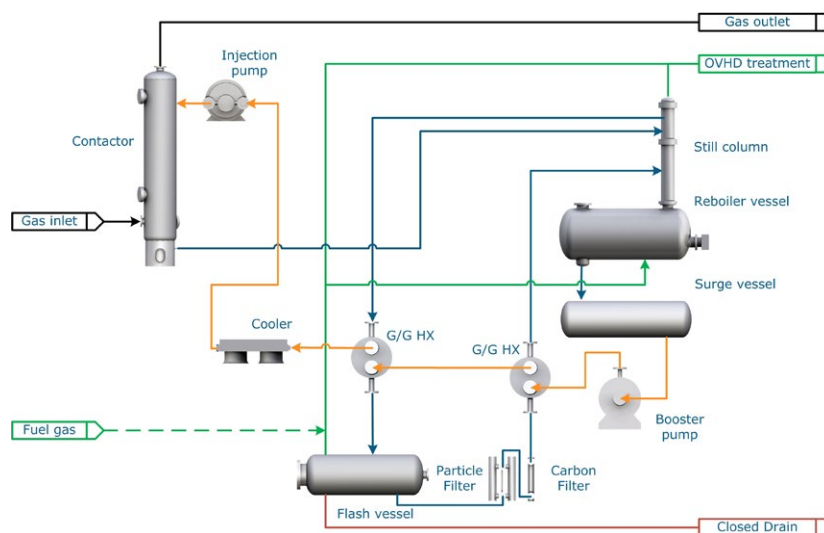 Gas outlet
Injection
pump
OVHD treatment
Contactor
Still column
Reboiler vessel
Gas inlet
Surge vessel
Cooler
G/G HX
G/G HX
Fuel gas
Booster
pump
Particle
Filter
Carbon
Filter
Flash vessel
Closed Drain